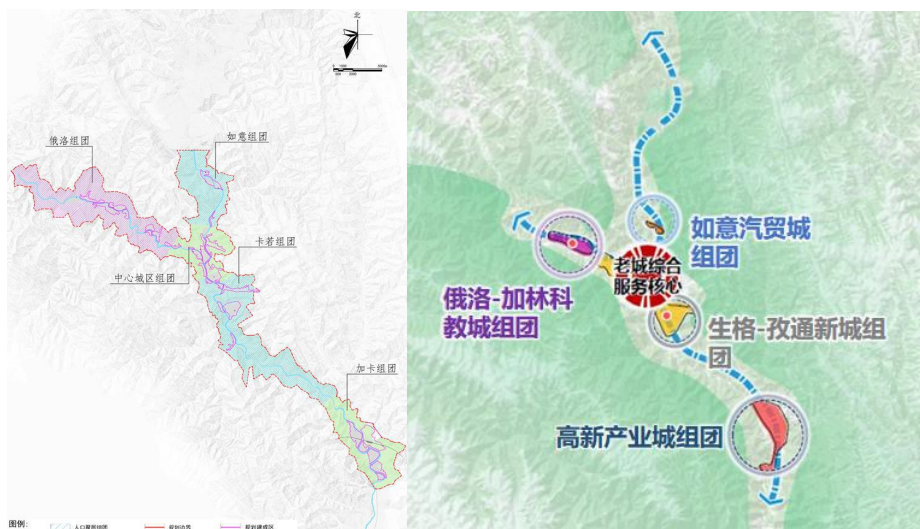 北
俄洛组团
如意组团
卡若组团
中心城区组团
加卡组团
图例:
人口聚居组团
规划边界
规划建成区
如意汽贸城
组团
老城综合
服务核心
俄洛-加林科
教城组团
生格-孜通新城组
团
高新产业城组团